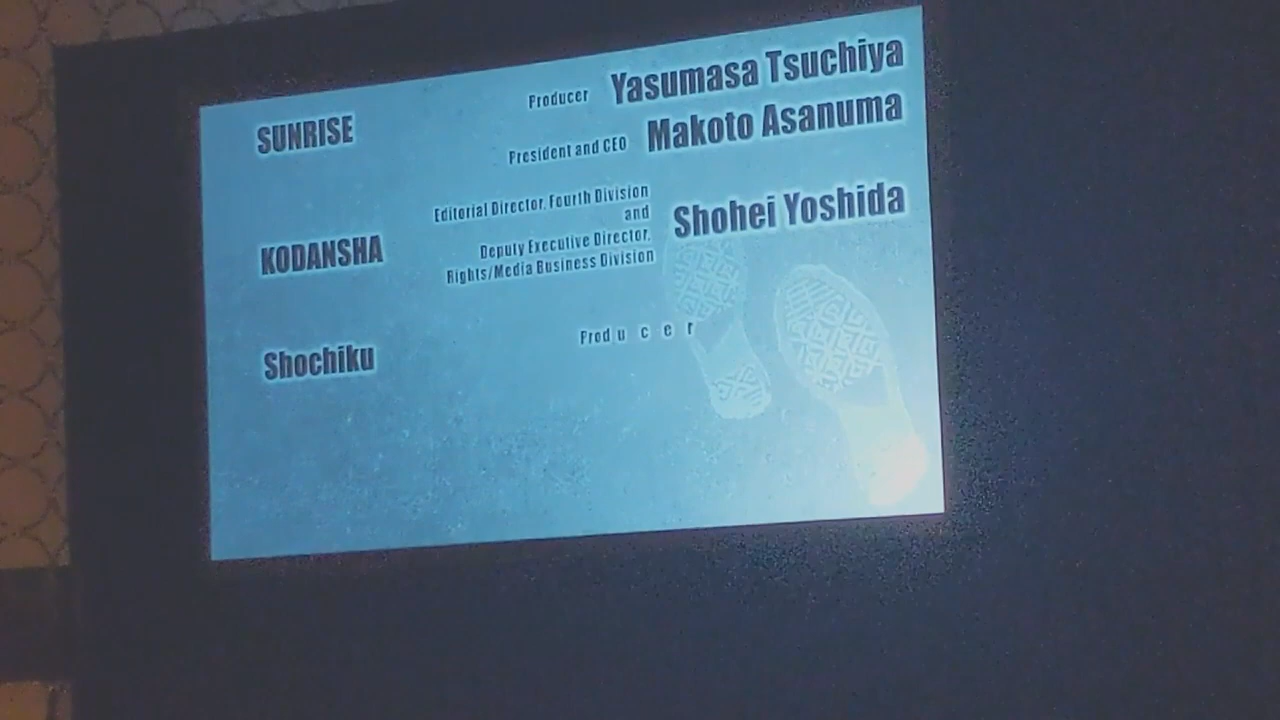 SUNRISE
Producer Yasumasa Tsuchiya
President and CEO Makoto Asanuma
KODANSHA
Editorial Director, Fourth Division
and
Deputy Executive Director,
Rights/Media Business Division
Shohei Yoshida
Shochiku
Producer